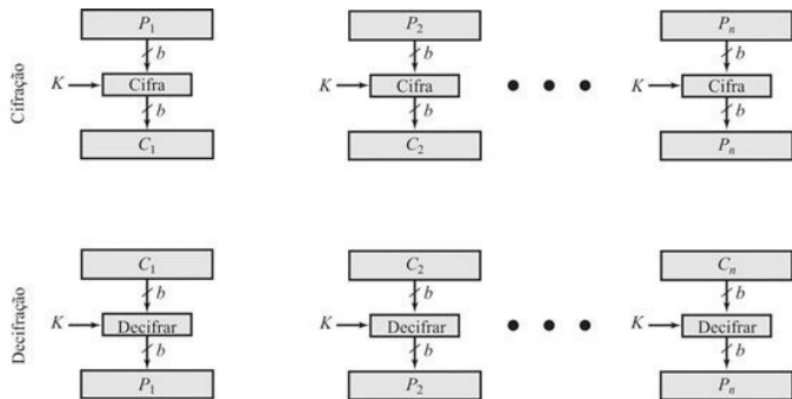 Cifração
P1 P2 Pn
b b b
K Cifra K Cifra K Cifra
b b b
C1 C2 Pn
Decifração
C1 C2 Cn
b b b
K Decifrar K Decifrar K Decifrar
b b b
P1 P2 Pn